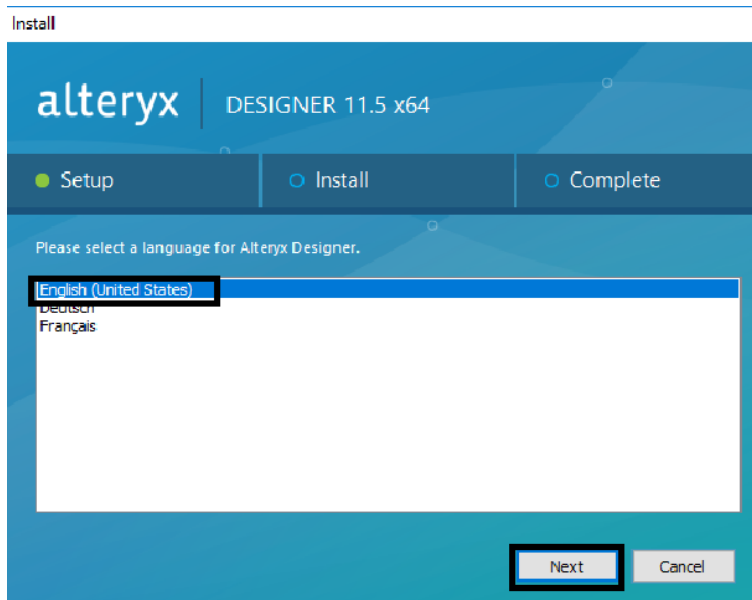 Install
alteryx DESIGNER 11.5 x64
Setup Install Complete
Please select a language for Alteryx Designer.
English (United States)
Deutsch
Français
Next Cancel